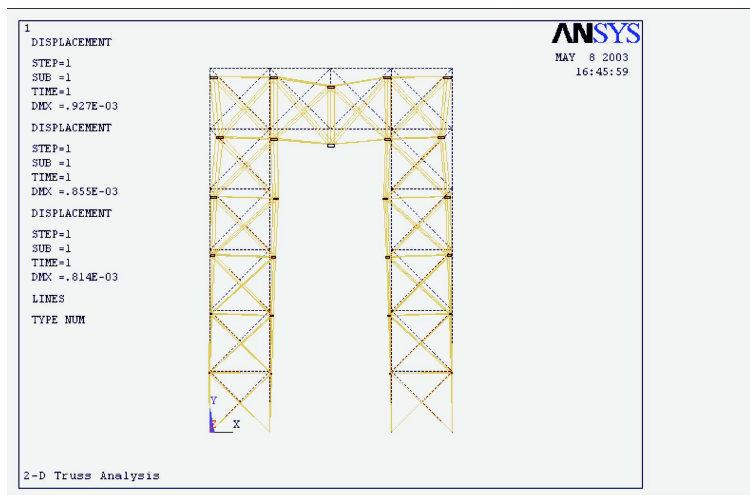 1
DISPLACEMENT
STEP=1
SUB =1
TIME=1
DMX =.927E-03
DISPLACEMENT
STEP=1
SUB =1
TIME=1
DMX =.855E-03
DISPLACEMENT
STEP=1
SUB =1
TIME=1
DMX =.814E-03
LINES
TYPE NUM
ANSYS
MAY 8 2003
16:45:59
Y
Z X
2-D Truss Analysis